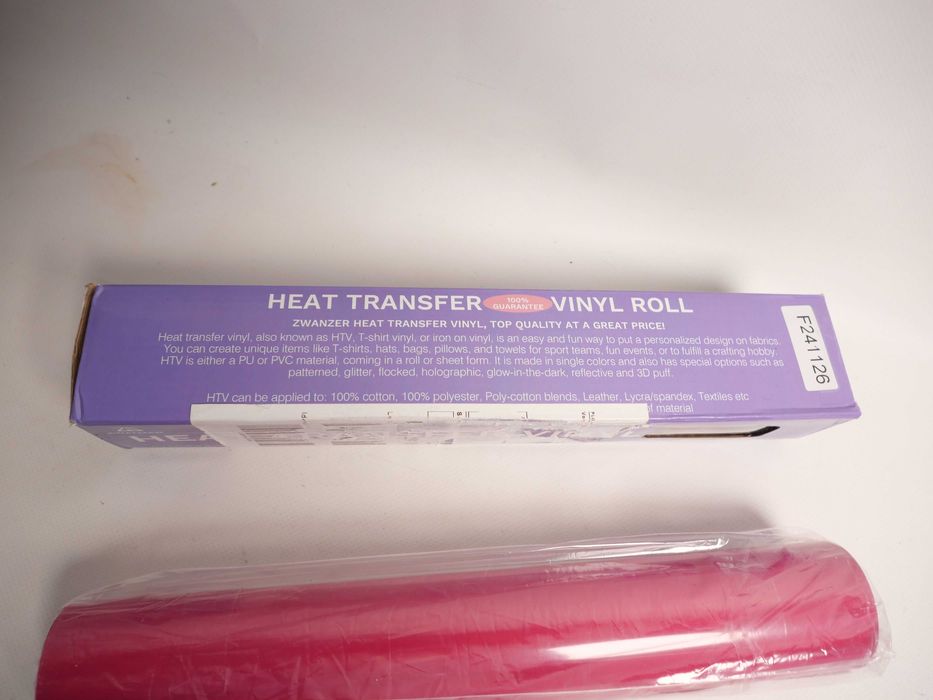 HEAT TRANSFER 100% GUARANTEE VINYL ROLL
ZWANZER HEAT TRANSFER VINYL, TOP QUALITY AT A GREAT PRICE!
Heat transfer vinyl, also known as HTV, T-shirt vinyl, or iron on vinyl, is an easy and fun way to put a personalized design on fabrics.
You can create unique items like T-shirts, hats, bags, pillows, and towels for sport teams, fun events, or to fulfill a crafting hobby.
HTV is either a PU or PVC material, coming in a roll or sheet form. It is made in single colors and also has special options such as
patterned, glitter, flocked, holographic, glow-in-the-dark, reflective and 3D puff.
HTV can be applied to: 100% cotton, 100% polyester, Poly-cotton blends, Leather, Lycra/spandex, Textiles etc
of material
F241126
HEA